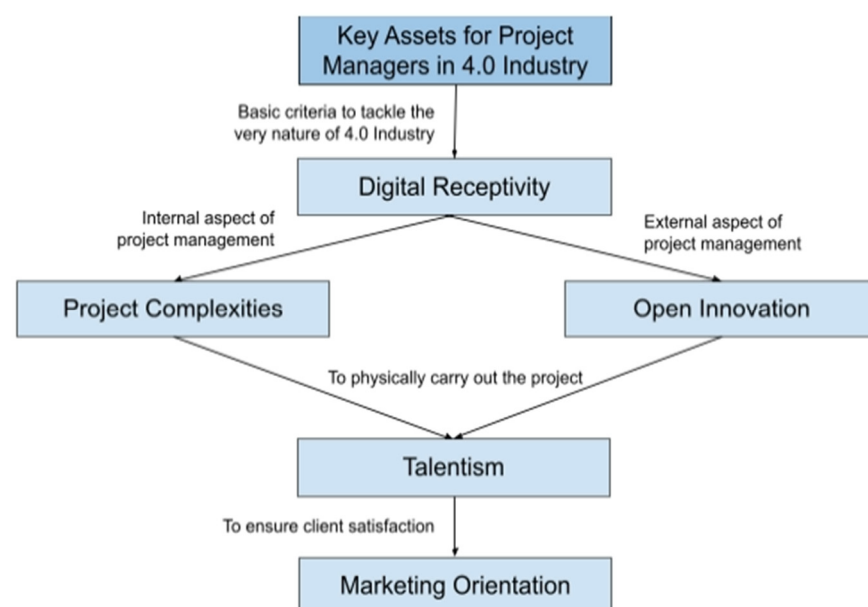 Key Assets for Project
Managers in 4.0 Industry
Basic criteria to tackle the
very nature of 4.0 Industry
Digital Receptivity
Internal aspect of
project management
External aspect of
project management
Project Complexities
Open Innovation
To physically carry out the project
Talentism
To ensure client satisfaction
Marketing Orientation